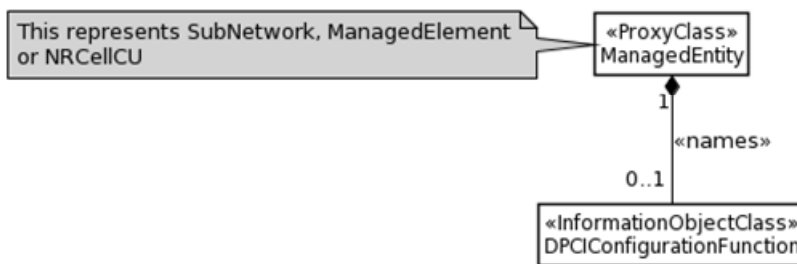 This represents SubNetwork, ManagedElement
or NRCellCU
«ProxyClass»
ManagedEntity
1
«names»
0..1
«InformationObjectClass»
DPCIConfigurationFunction